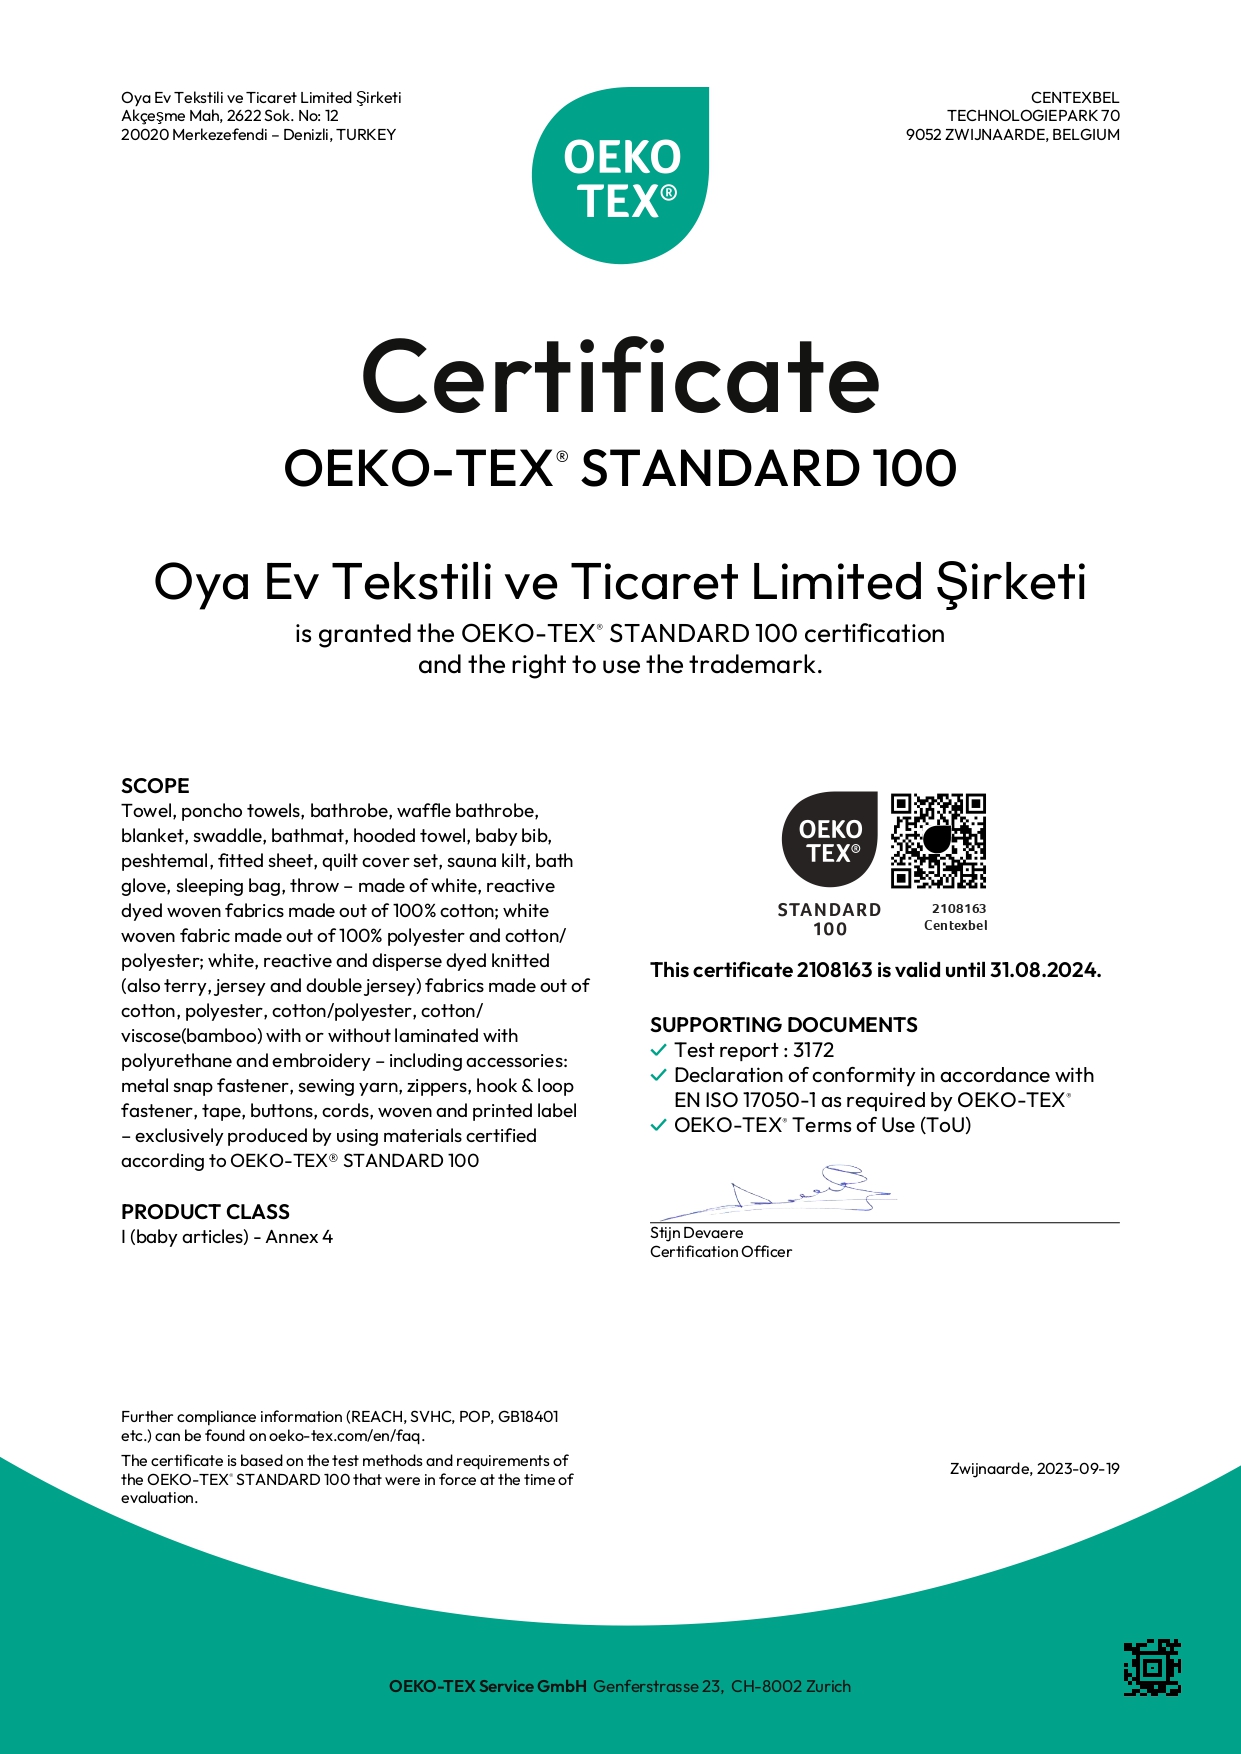 Oya Ev Tekstili ve Ticaret Limited Şirketi
Akçeşme Mah, 2622 Sok. No: 12
20020 Merkezefendi – Denizli, TURKEY
OEKO
TEX®
CENTEXBEL
TECHNOLOGIEPARK 70
9052 ZWIJNAARDE, BELGIUM
Certificate
OEKO-TEX® STANDARD 100
Oya Ev Tekstili ve Ticaret Limited Şirketi
is granted the OEKO-TEX® STANDARD 100 certification
and the right to use the trademark.
SCOPE
Towel, poncho towels, bathrobe, waffle bathrobe,
blanket, swaddle, bathmat, hooded towel, baby bib,
peshtemal, fitted sheet, quilt cover set, sauna kilt, bath
glove, sleeping bag, throw – made of white, reactive
dyed woven fabrics made out of 100% cotton; white
woven fabric made out of 100% polyester and cotton/
polyester; white, reactive and disperse dyed knitted
(also terry, jersey and double jersey) fabrics made out of
cotton, polyester, cotton/polyester, cotton/
viscose(bamboo) with or without laminated with
polyurethane and embroidery – including accessories:
metal snap fastener, sewing yarn, zippers, hook & loop
fastener, tape, buttons, cords, woven and printed label
– exclusively produced by using materials certified
according to OEKO-TEX® STANDARD 100
PRODUCT CLASS
I (baby articles) - Annex 4
OEKO
TEX®
STANDARD
100
2108163
Centexbel
This certificate 2108163 is valid until 31.08.2024.
SUPPORTING DOCUMENTS
Test report : 3172
Declaration of conformity in accordance with
EN ISO 17050-1 as required by OEKO-TEX®
OEKO-TEX® Terms of Use (ToU)
Stijn Devaere
Certification Officer
Further compliance information (REACH, SVHC, POP, GB18401
etc.) can be found on oeko-tex.com/en/faq.
The certificate is based on the test methods and requirements of
the OEKO-TEX® STANDARD 100 that were in force at the time of
evaluation.
Zwijnaarde, 2023-09-19
OEKO-TEX Service GmbH Genferstrasse 23, CH-8002 Zurich